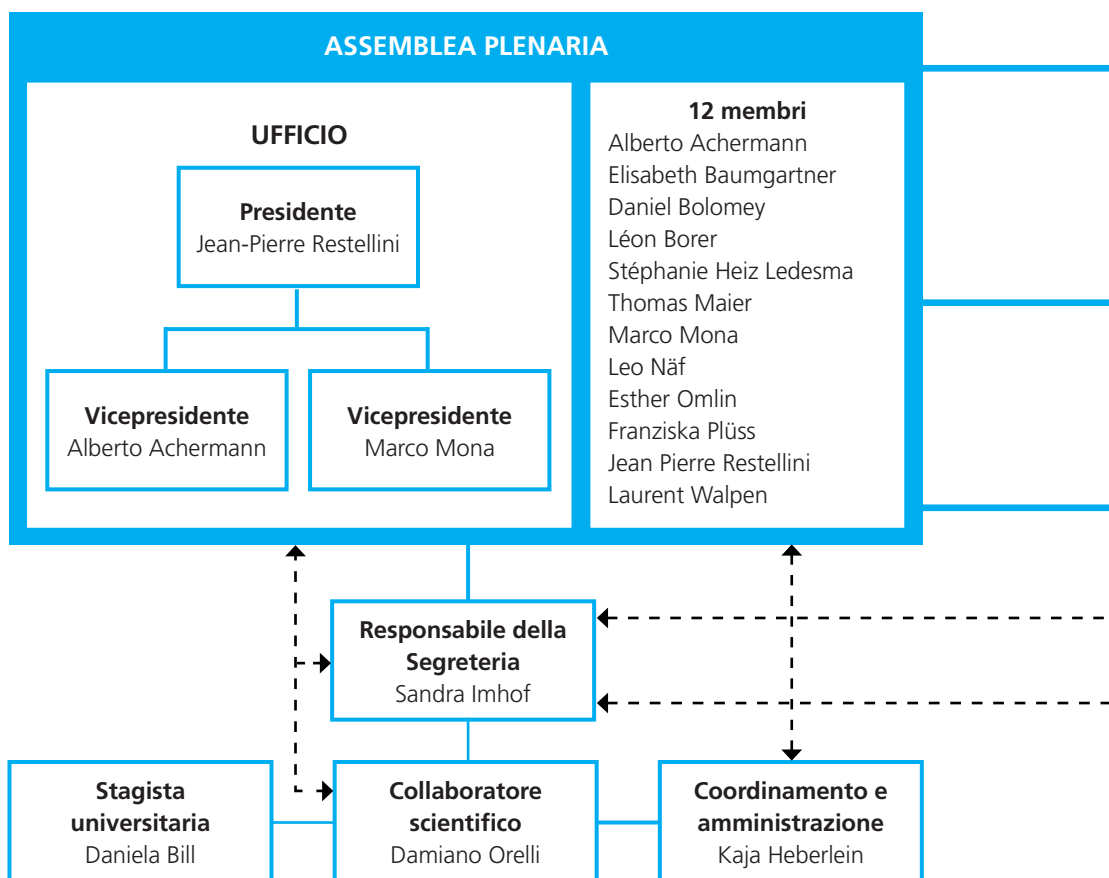 ASSEMBLEA PLENARIA
UFFICIO
Presidente
Jean-Pierre Restellini
Vicepresidente
Alberto Achermann
Vicepresidente
Marco Mona
12 membri
Alberto Achermann
Elisabeth Baumgartner
Daniel Bolomey
Léon Borer
Stéphanie Heiz Ledesma
Thomas Maier
Marco Mona
Leo Näf
Esther Omlin
Franziska Plüss
Jean Pierre Restellini
Laurent Walpen
Responsabile della
Segreteria
Sandra Imhof
Stagista
universitaria
Daniela Bill
Collaboratore
scientifico
Damiano Orelli
Coordinamento e
amministrazione
Kaja Heberlein